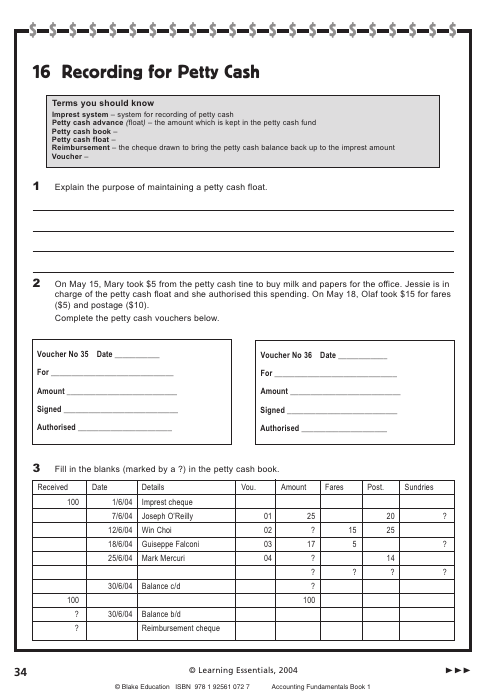 16 Recording for Petty Cash
Terms you should know
Imprest system – system for recording of petty cash
Petty cash advance (float) – the amount which is kept in the petty cash fund
Petty cash book –
Petty cash float –
Reimbursement – the cheque drawn to bring the petty cash balance back up to the imprest amount
Voucher –
1 Explain the purpose of maintaining a petty cash float.
2 On May 15, Mary took $5 from the petty cash tine to buy milk and papers for the office. Jessie is in
charge of the petty cash float and she authorised this spending. On May 18, Olaf took $15 for fares
($5) and postage ($10).
Complete the petty cash vouchers below.
Voucher No 35 Date
For
Amount
Signed
Authorised
Voucher No 36 Date
For
Amount
Signed
Authorised
3 Fill in the blanks (marked by a ?) in the petty cash book.
Received Date Details Vou. Amount Fares Post. Sundries
100 1/6/04 Imprest cheque
7/6/04 Joseph O'Reilly 01 25 20 ?
12/6/04 Win Choi 02 ? 15 25
18/6/04 Guiseppe Falconi 03 17 5 ?
25/6/04 Mark Mercuri 04 ? 14
? ? ? ?
30/6/04 Balance c/d ?
100 100
? 30/6/04 Balance b/d
? Reimbursement cheque
34 © Learning Essentials, 2004
© Blake Education ISBN 978 1 92561 072 7 Accounting Fundamentals Book 1